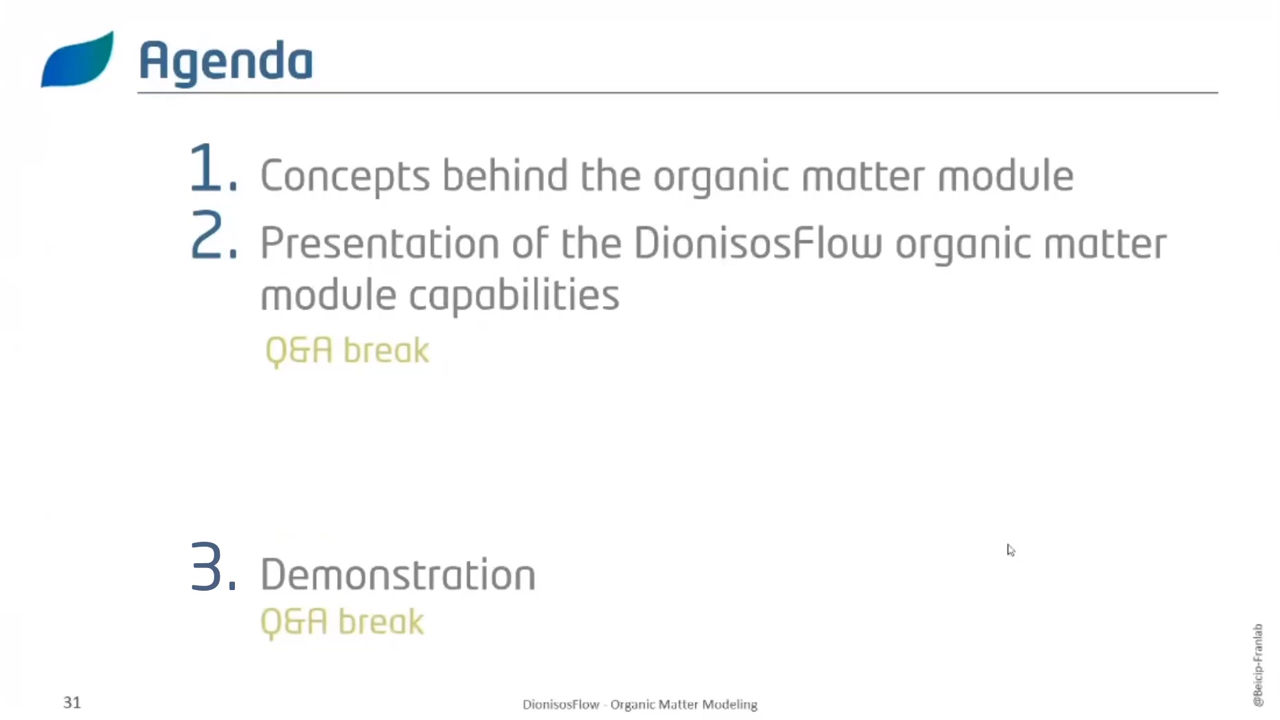 Agenda
1. Concepts behind the organic matter module
2. Presentation of the DionisosFlow organic matter
module capabilities
Q&A break
3. Demonstration
Q&A break
31
DionisosFlow - Organic Matter Modeling
@Beicip-Franlab